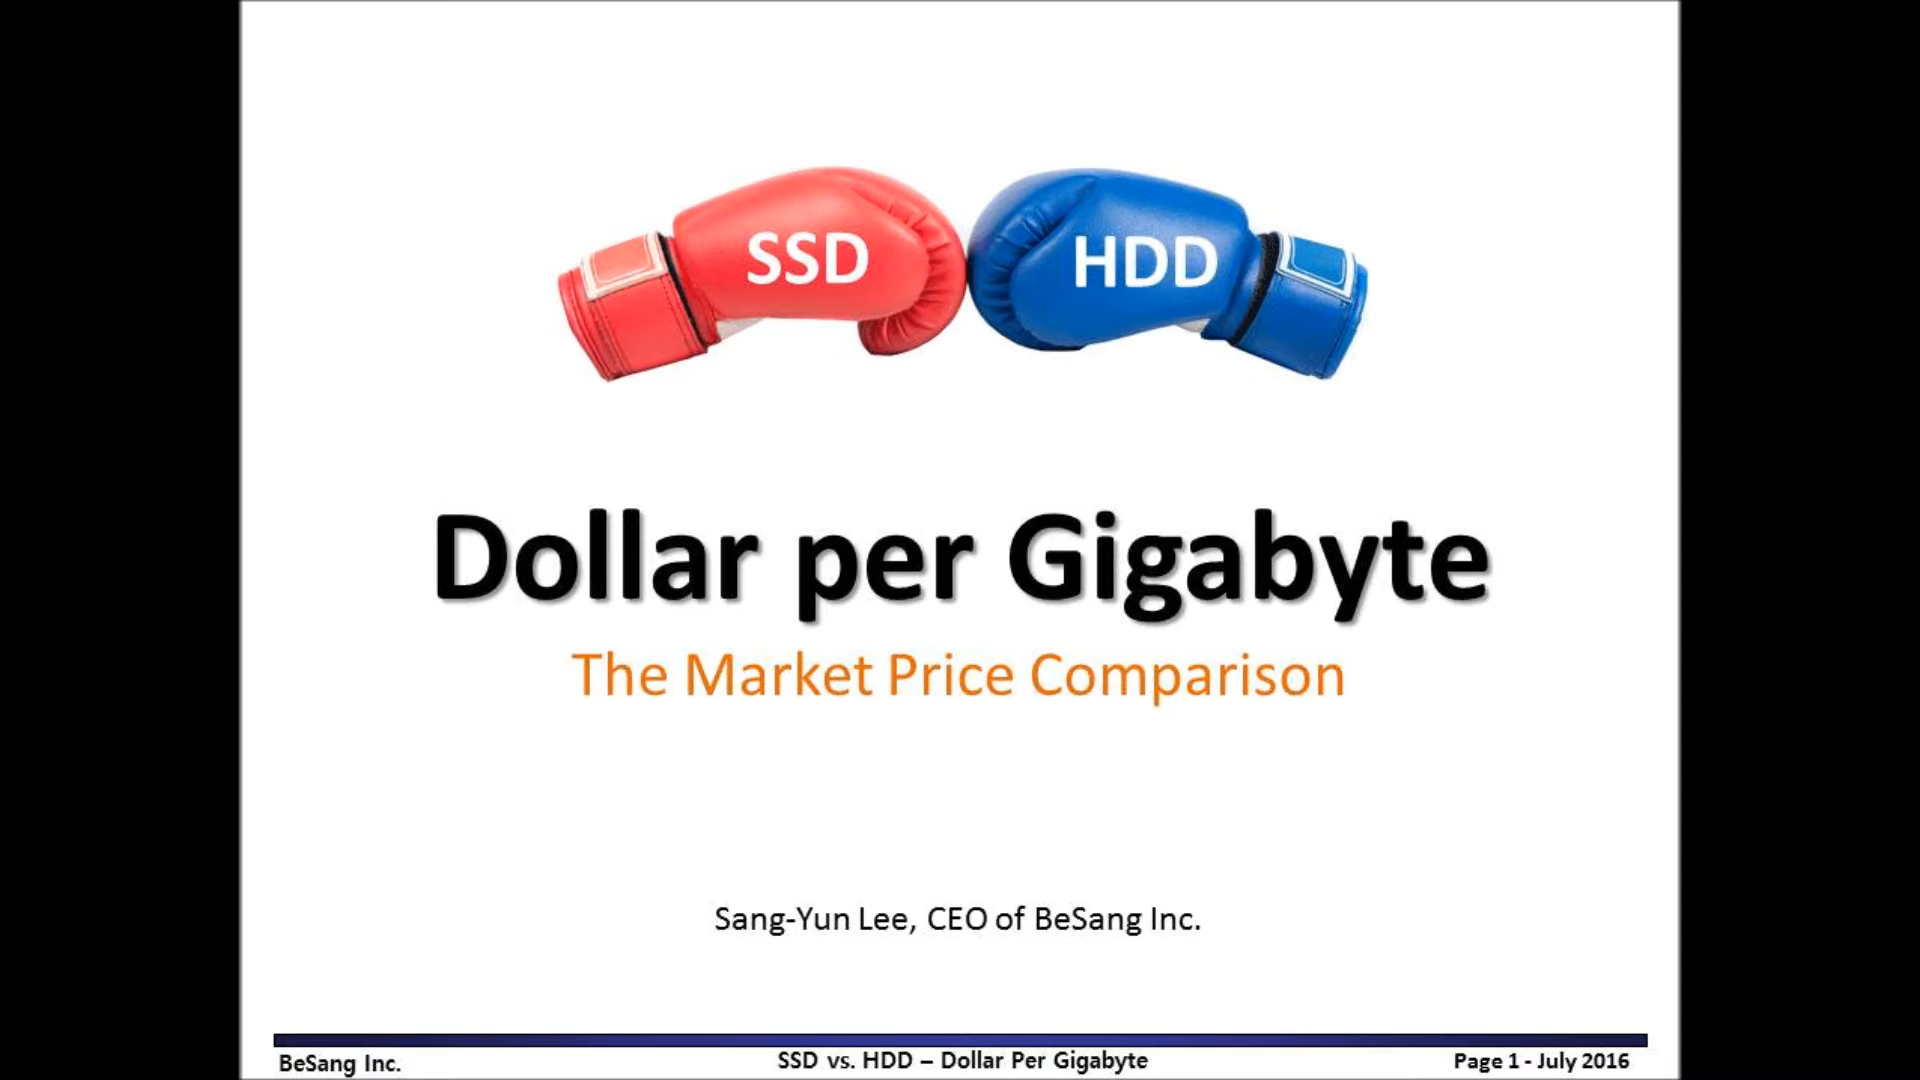 SSD
HDD
Dollar per Gigabyte
The Market Price Comparison
Sang-Yun Lee, CEO of BeSang Inc.
BeSang Inc.
SSD vs. HDD – Dollar Per Gigabyte
Page 1 - July 2016